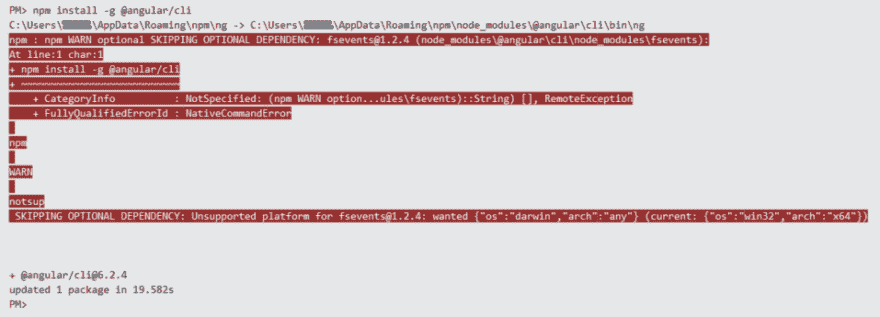 PM> npm install -g @angular/cli
C:\Users\ \AppData\Roaming\npm\ng -> C:\Users\ \AppData\Roaming\npm\node_modules\@angular\cli\bin\ng
npm : npm WARN optional SKIPPING OPTIONAL DEPENDENCY: fsevents@1.2.4 (node_modules\@angular\cli\node_modules\fsevents):
At line:1 char:1
+ npm install -g @angular/cli
+ ~~~~~~~~~~~~~~~~~~~~~~~~~~~
+ CategoryInfo : NotSpecified: (npm WARN option...ules\fsevents)::String) [], RemoteException
+ FullyQualifiedErrorId : NativeCommandError
npm
WARN
notsup
SKIPPING OPTIONAL DEPENDENCY: Unsupported platform for fsevents@1.2.4: wanted {"os":"darwin","arch":"any"} (current: {"os":"win32","arch":"x64"})
+ @angular/cli@6.2.4
updated 1 package in 19.582s
PM>